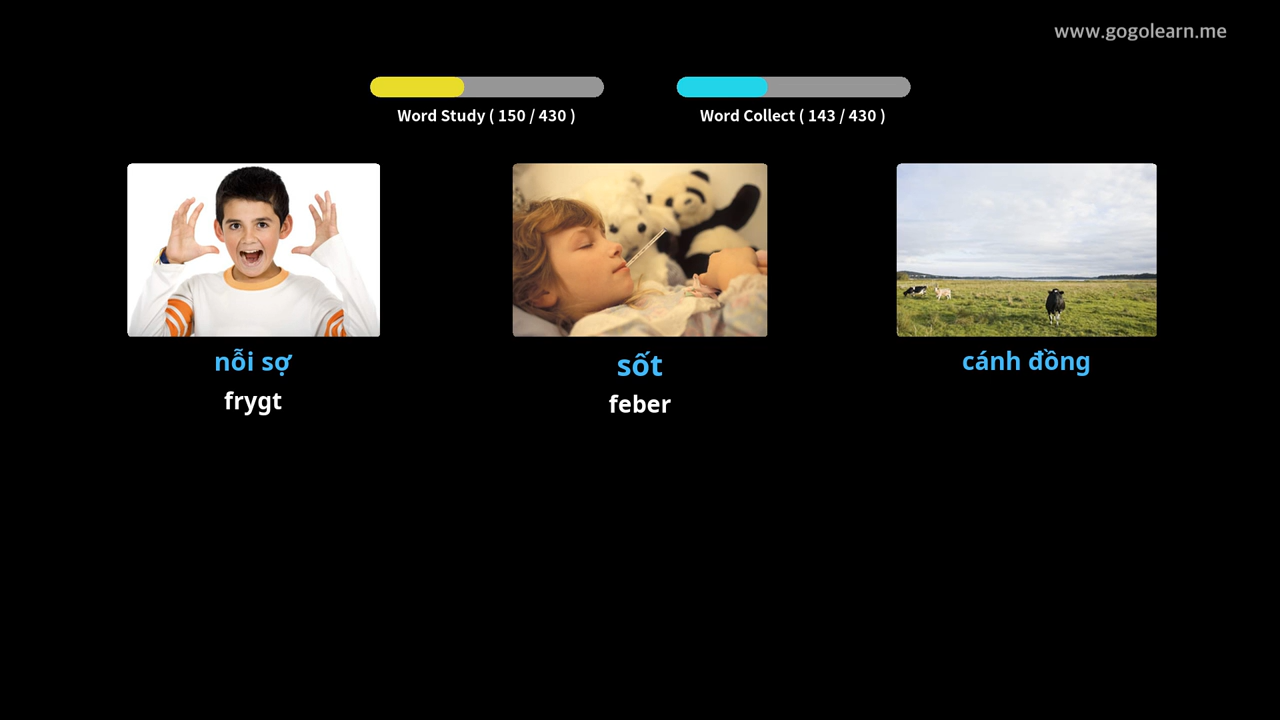 www.gogolearn.me
Word Study ( 150 / 430 )
Word Collect ( 143 / 430 )
nỗi sợ
frygt
sốt
feber
cánh đồng